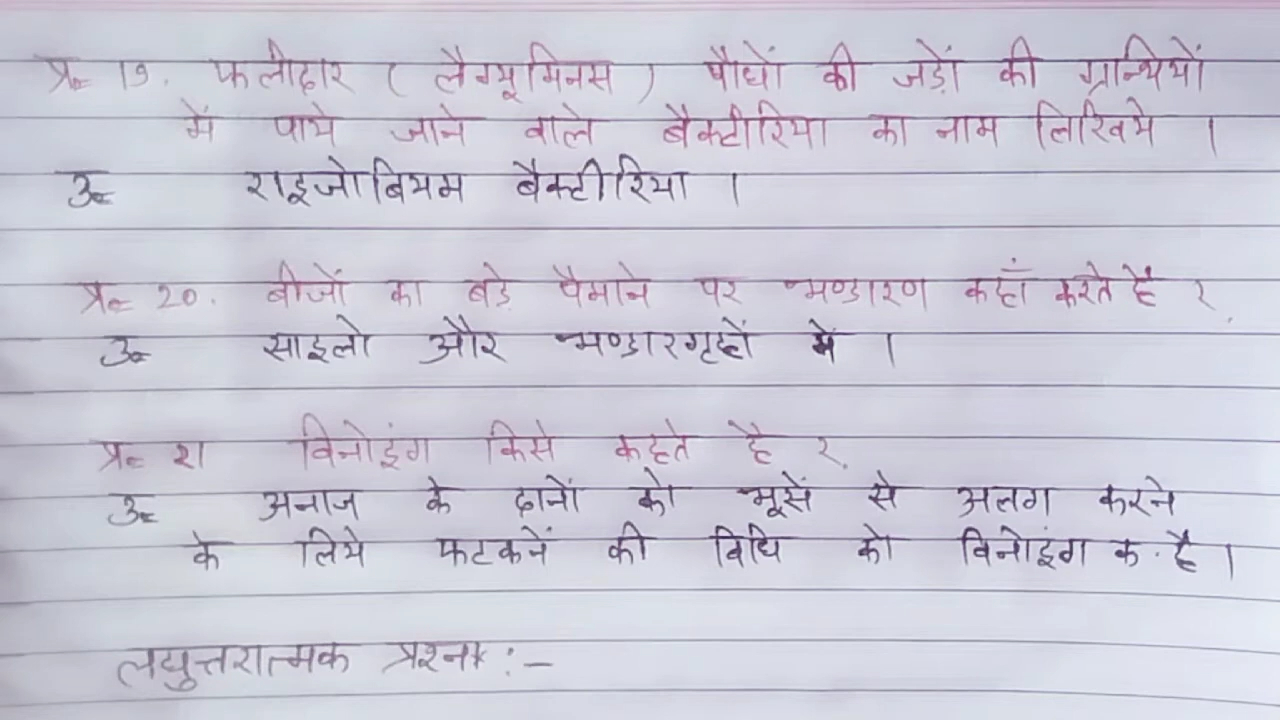 प्र॰ 19. फलीदार ( लैग्यूमिनस ) पौधों की जड़ों की ग्रन्थियों
में पाये जाने वाले बैक्टीरिया का नाम लिखिये ।
उ॰ राइजोबियम बैक्टीरिया ।
प्र॰ 20. बीजों का बड़े पैमाने पर भण्डारण कहाँ करते हैं ?
उ॰ साइलो और भण्डारगृहों में ।
प्र॰ २१ विनोइंग किसे कहते है ?
उ॰ अनाज के दानों को भूसें से अलग करने
के लिये फटकनें की विधि को विनोइंग क॰ है ।
लघुत्तरात्मक प्रश्न :-